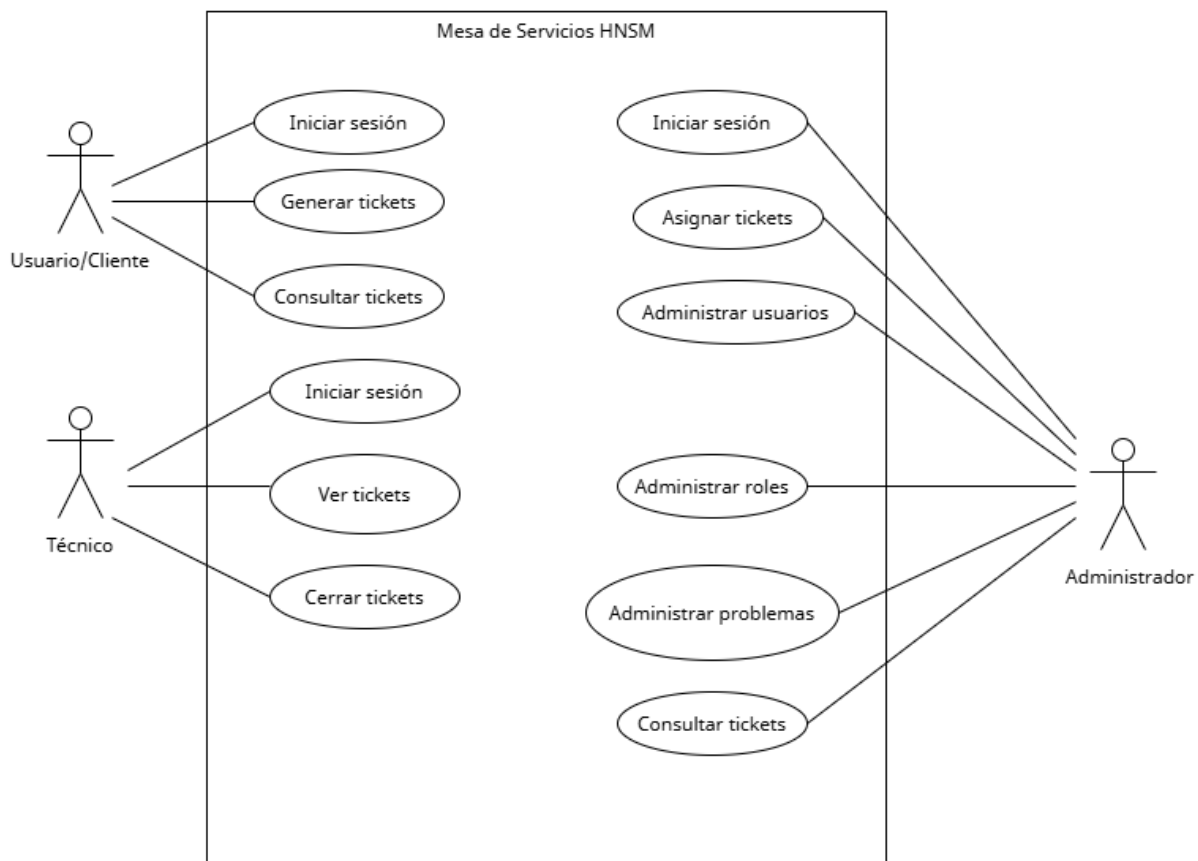 Mesa de Servicios HNSM
Iniciar sesión
Generar tickets
Consultar tickets
Usuario/Cliente
Iniciar sesión
Ver tickets
Cerrar tickets
Técnico
Iniciar sesión
Asignar tickets
Administrar usuarios
Administrar roles
Administrar problemas
Consultar tickets
Administrador